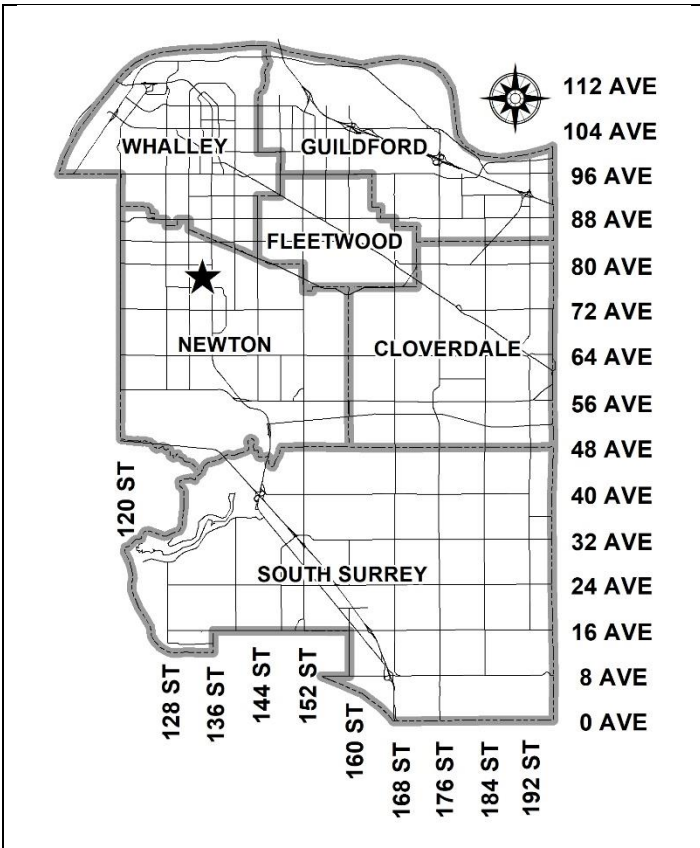 112 AVE
104 AVE
WHALLEY
GUILDFORD
96 AVE
88 AVE
FLEETWOOD
80 AVE
72 AVE
NEWTON
CLOVERDALE
64 AVE
56 AVE
48 AVE
120 ST
40 AVE
32 AVE
SOUTH SURREY
24 AVE
16 AVE
8 AVE
0 AVE
128 ST
136 ST
144 ST
152 ST
160 ST
168 ST
176 ST
184 ST
192 ST